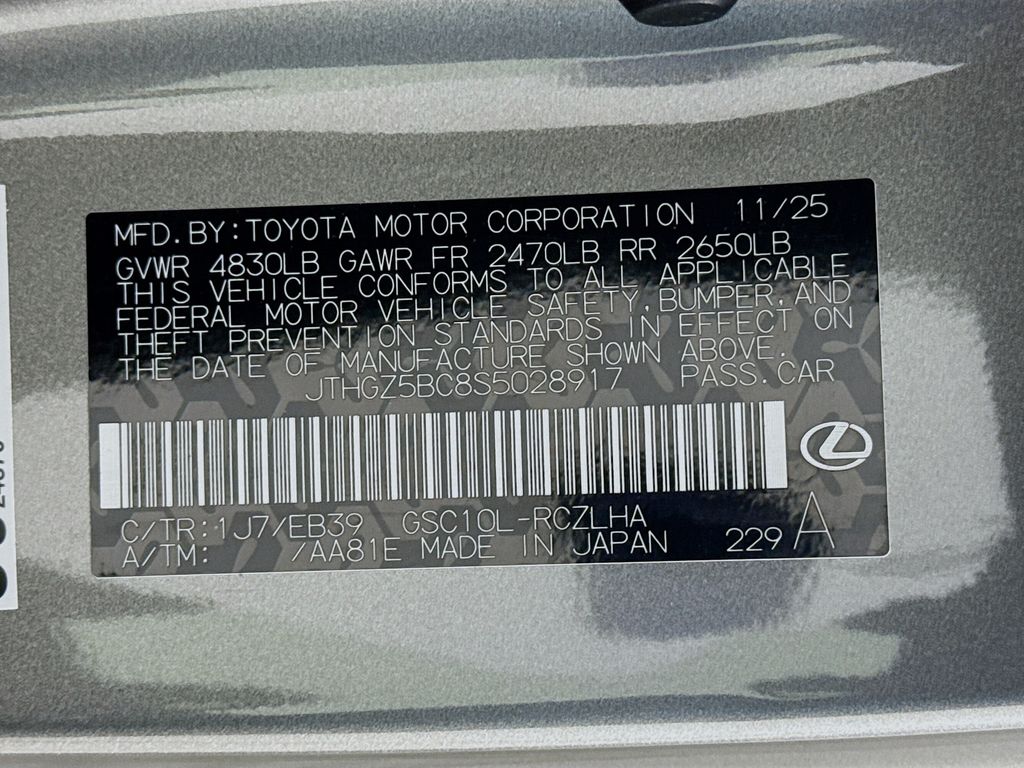 MFD.BY:TOYOTA MOTOR CORPORATION 11/25
GVWR 4830LB GAWR FR 2470LB RR 2650LB
THIS VEHICLE CONFORMS TO ALL APPLICABLE
FEDERAL MOTOR VEHICLE SAFETY,BUMPER,AND
THEFT PREVENTION STANDARDS IN EFFECT ON
THE DATE OF MANUFACTURE SHOWN ABOVE.
JTHGZ5BC8S5028917 PASS.CAR
C/TR:1J7/EB39 GSC10L-RCZLHA
A/TM: /AA81E MADE IN JAPAN 229 A